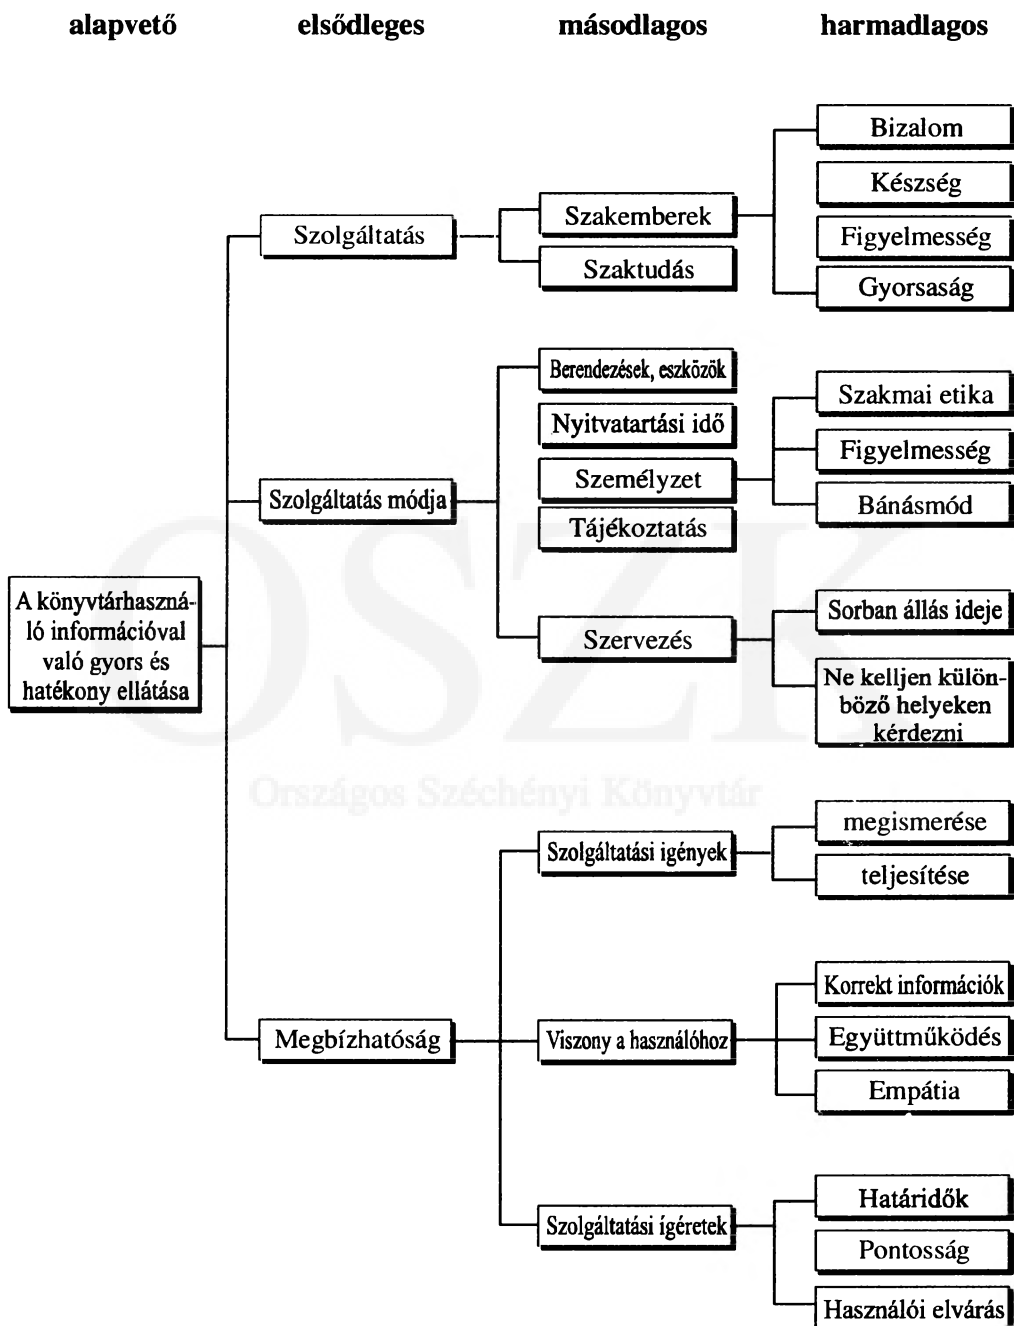 alapvető elsődleges másodlagos harmadlagos
Bizalom
Készség
Szakemberek
Szolgáltatás
Figyelmesség
Szaktudás
Gyorsaság
Berendezések, eszközök
Szakmai etika
Nyitvatartási idő
Figyelmesség
Személyzet
Szolgáltatás módja
Bánásmód
Tájékoztatás
A könyvtárhaszná-
ló információval
való gyors és
hatékony ellátása
Sorban állás ideje
Szervezés
Ne kelljen külön-
böző helyeken
kérdezni
OSZK
Országos Széchényi Könyvtár
megismerése
Szolgáltatási igények
teljesítése
Korrekt információk
Megbízhatóság
Viszony a használóhoz
Együttműködés
Empátia
Határidők
Szolgáltatási ígéretek
Pontosság
Használói elvárás